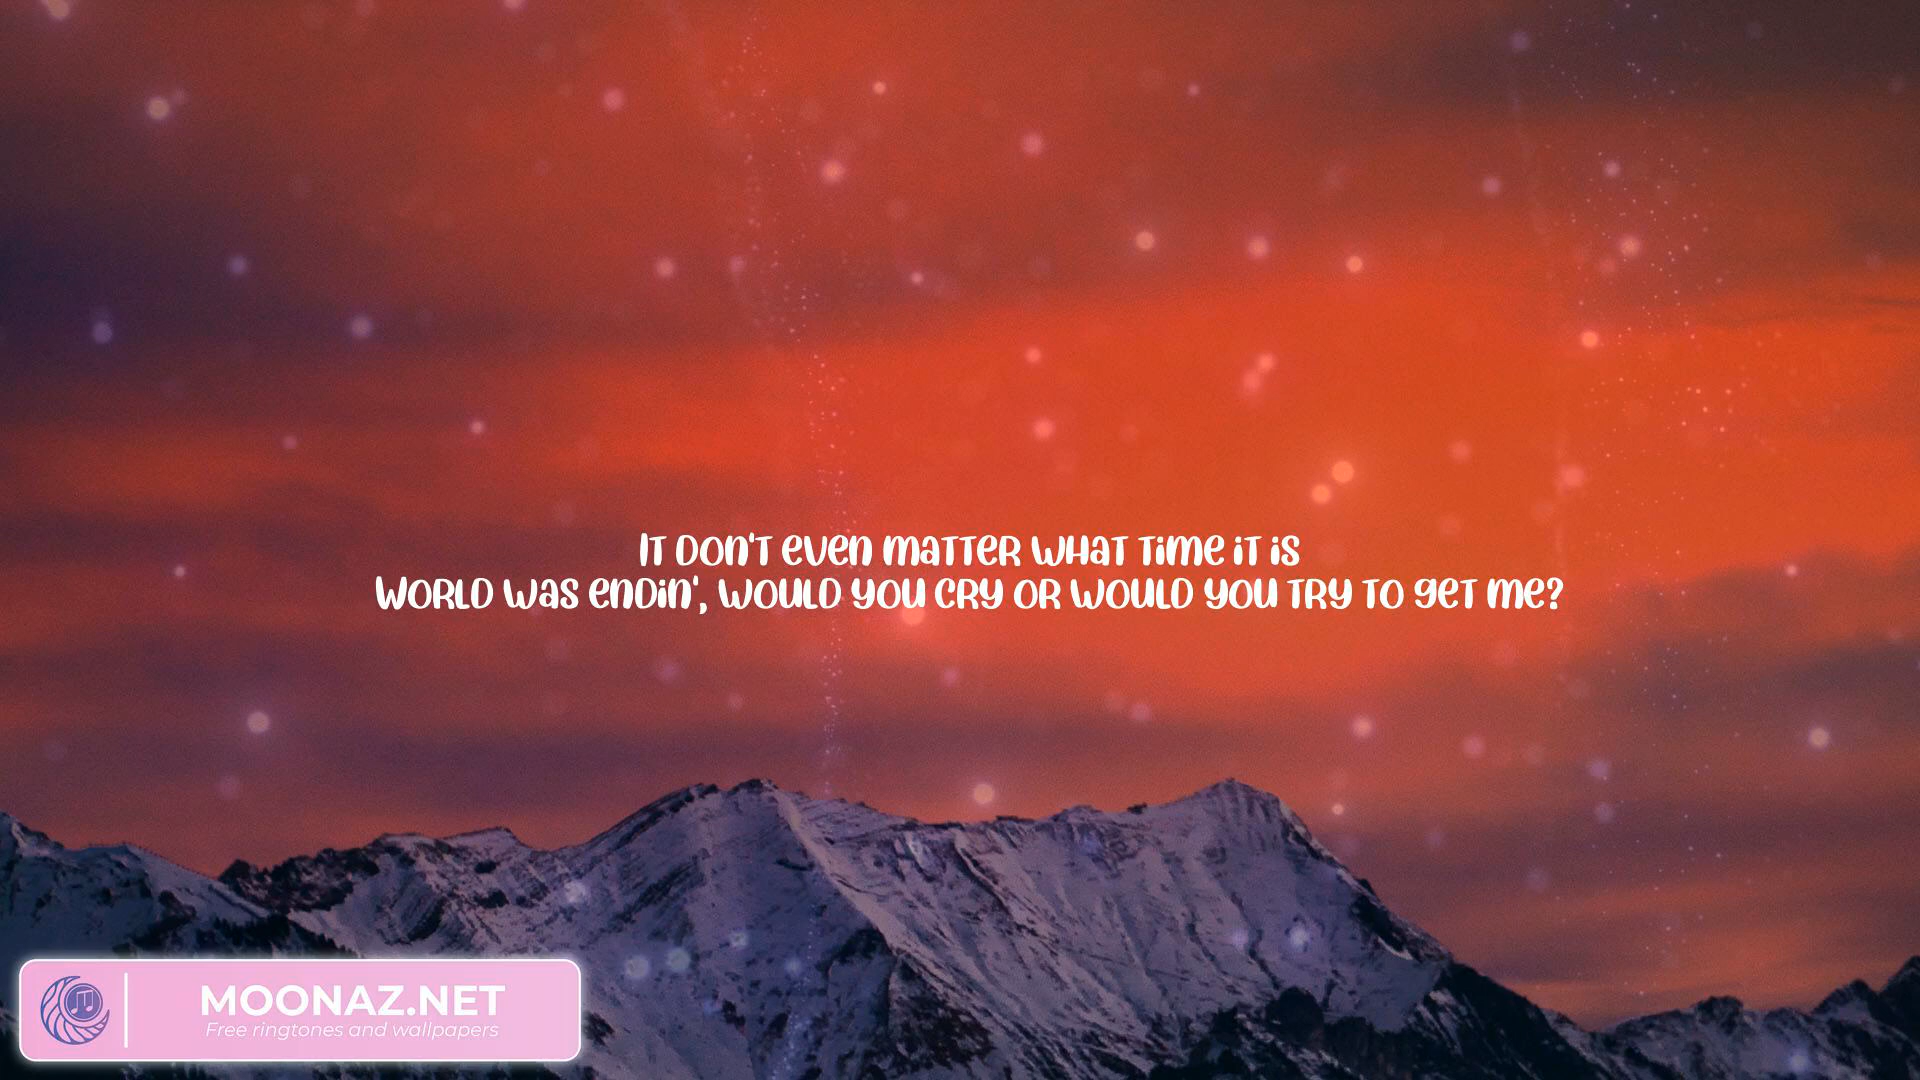 It don't even matter what time it is
World was endin', would you cry or would you try to get me?
MOONAZ.NET
Free ringtones and wallpapers